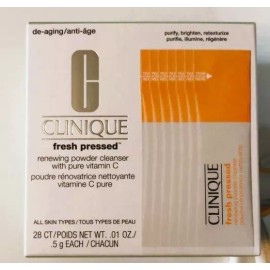 de-aging/anti-âge
purify, brighten, retexturize
purifie, illumine, régénère
C
CLINIQUE
fresh pressed™
renewing powder cleanser
with pure vitamin C
poudre rénovatrice nettoyante
vitamine C pure
ALL SKIN TYPES/TOUS TYPES DE PEAU
28 CT/POIDS NET WT. .01 OZ./
.5 g EACH / CHACUN
CLINIQUE
fresh pressed™